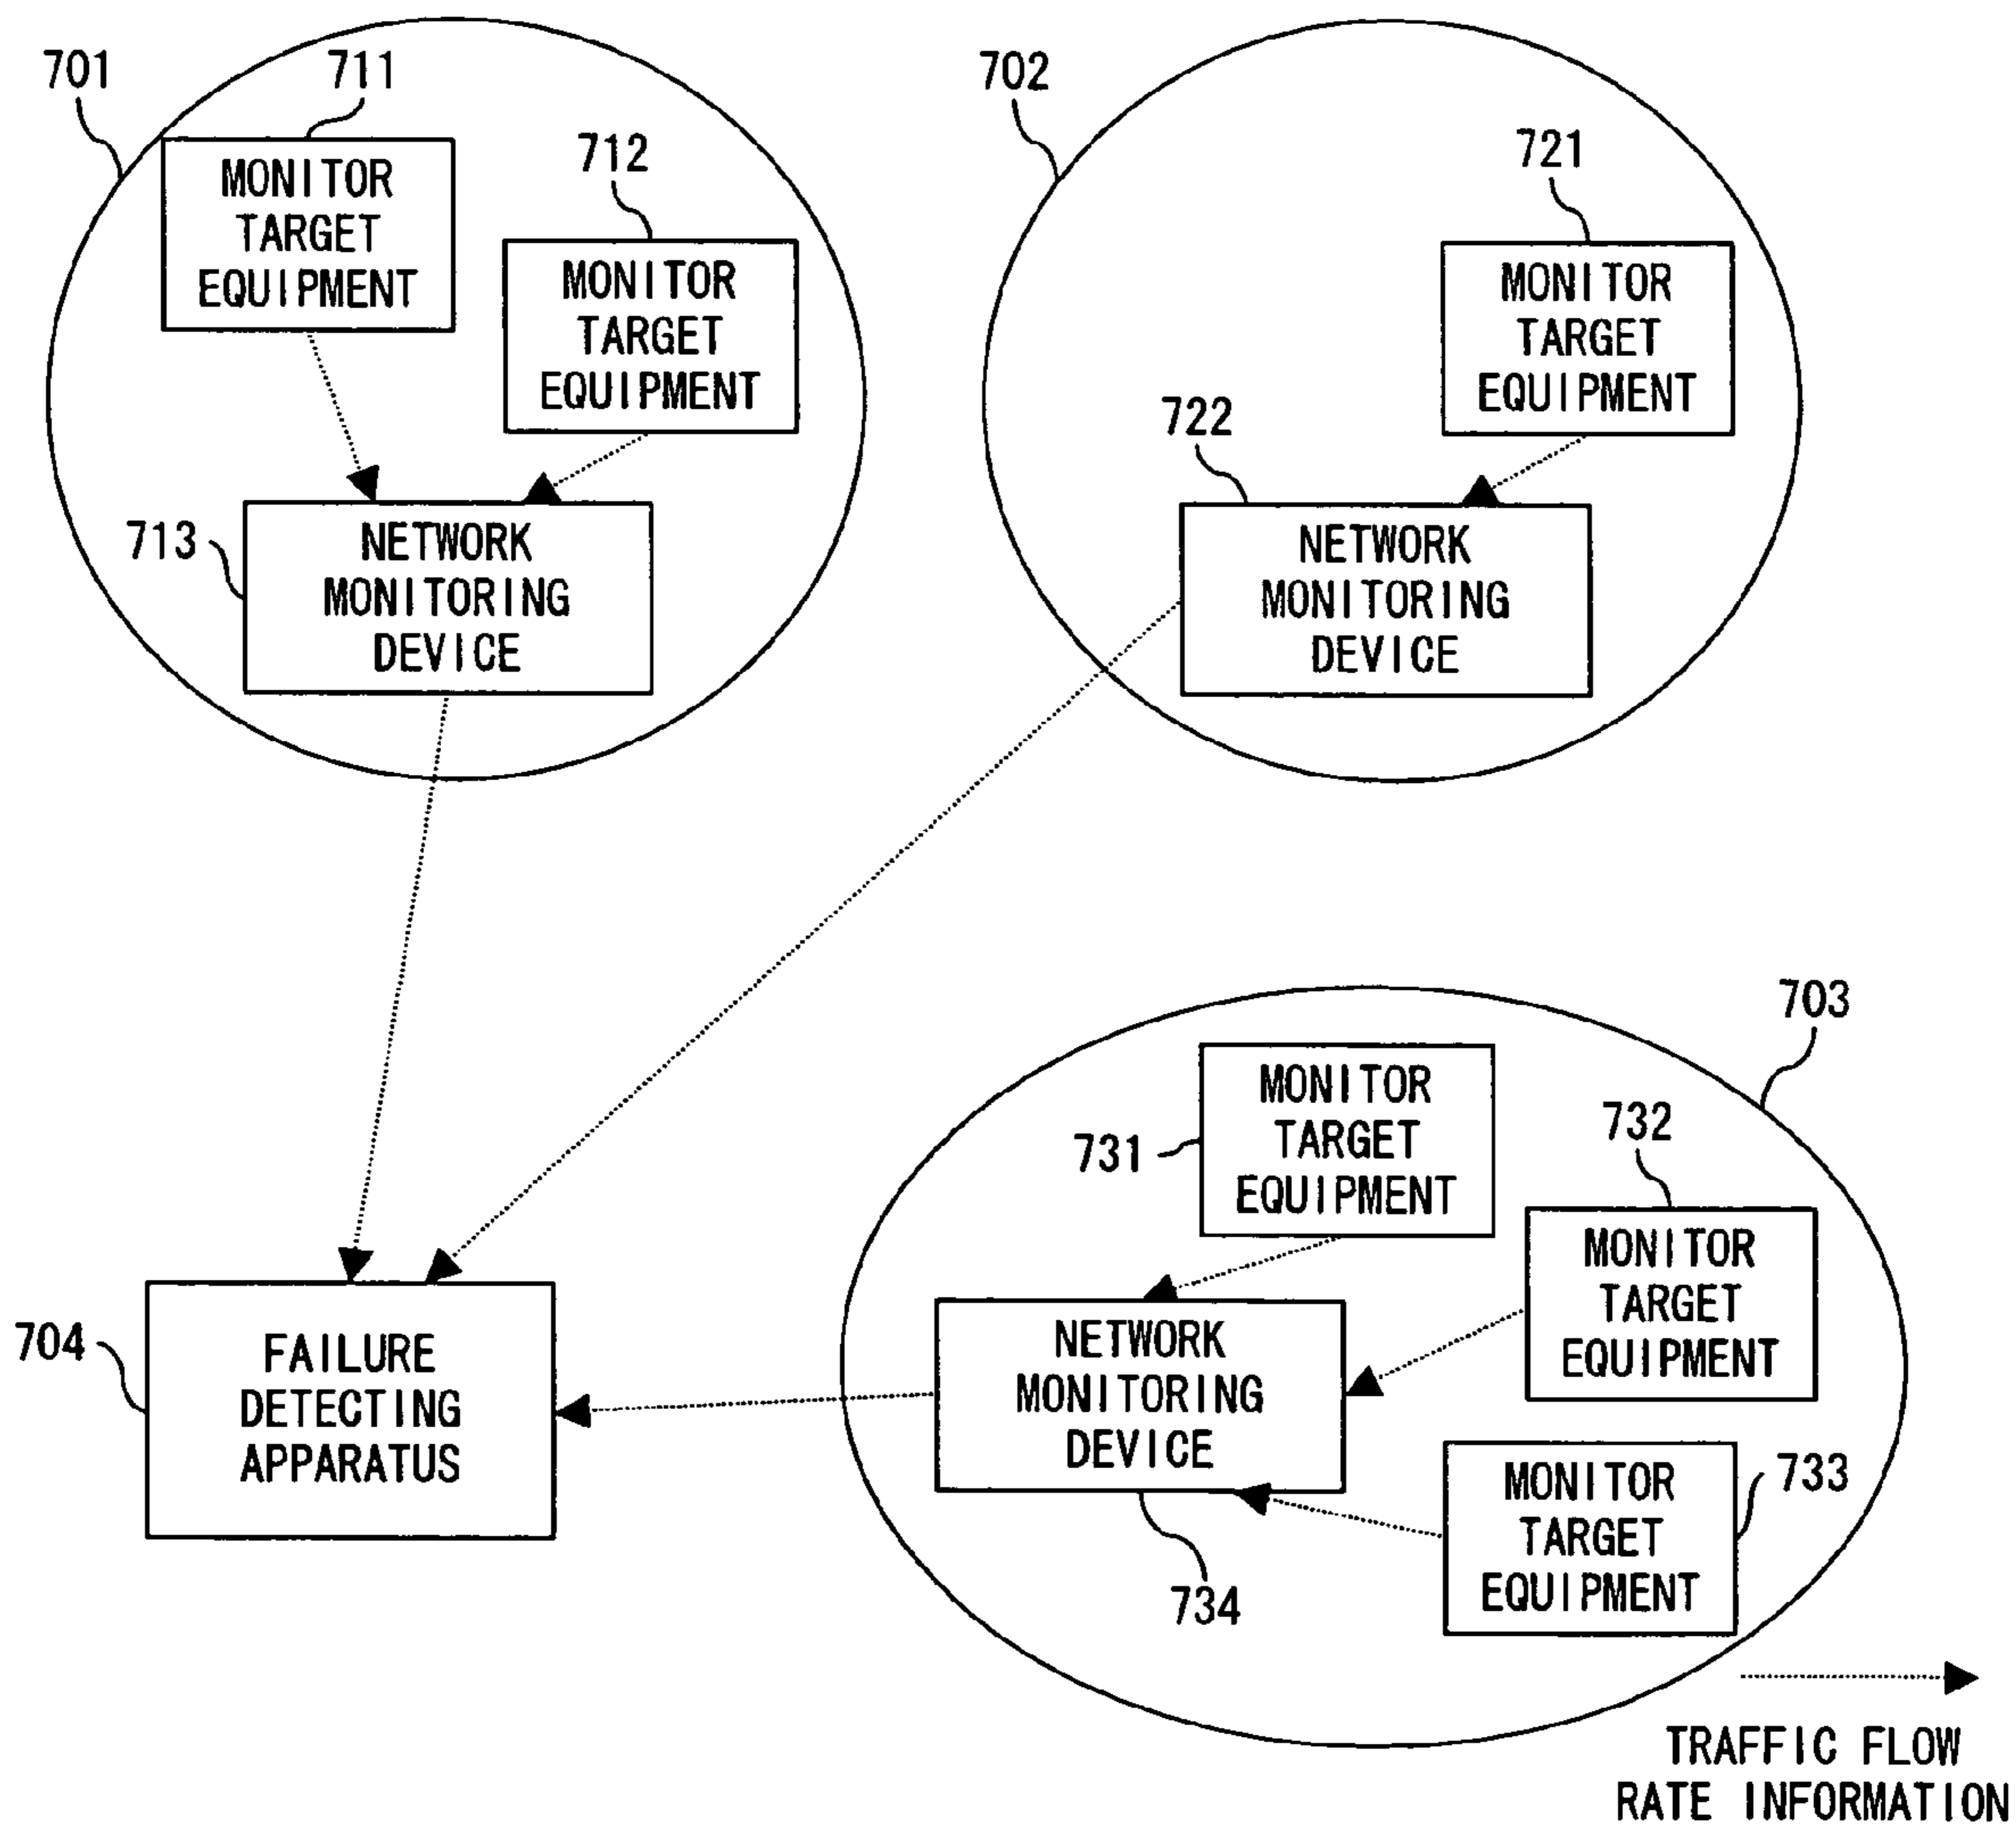 701
711
MONITOR
TARGET
EQUIPMENT
712
MONITOR
TARGET
EQUIPMENT
713
NETWORK
MONITORING
DEVICE
702
721
MONITOR
TARGET
EQUIPMENT
722
NETWORK
MONITORING
DEVICE
703
731
MONITOR
TARGET
EQUIPMENT
732
MONITOR
TARGET
EQUIPMENT
704
FAILURE
DETECTING
APPARATUS
NETWORK
MONITORING
DEVICE
734
733
MONITOR
TARGET
EQUIPMENT
TRAFFIC FLOW
RATE INFORMATION